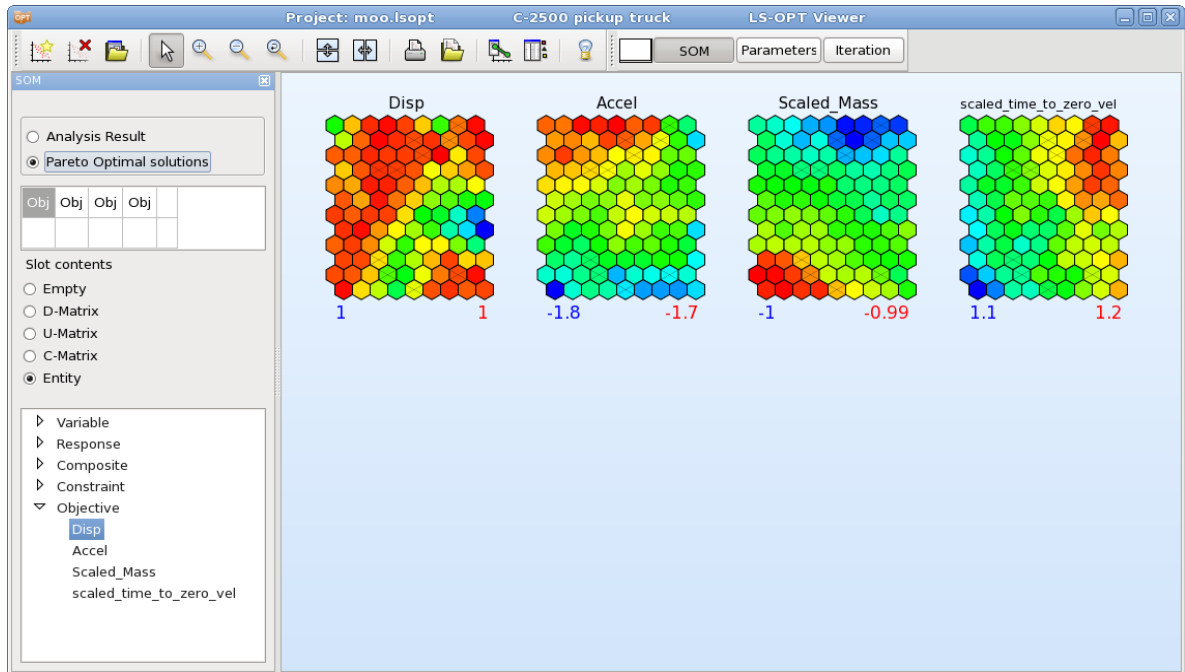 OPT Project: moo.lsopt C-2500 pickup truck LS-OPT Viewer
SOM Parameters Iteration
SOM
Analysis Result
Pareto Optimal solutions
Obj Obj Obj Obj
Slot contents
Empty
D-Matrix
U-Matrix
C-Matrix
Entity
Variable
Response
Composite
Constraint
Objective
Disp
Accel
Scaled_Mass
scaled_time_to_zero_vel
Disp Accel Scaled_Mass scaled_time_to_zero_vel
1 1 -1.8 -1.7 -1 -0.99 1.1 1.2